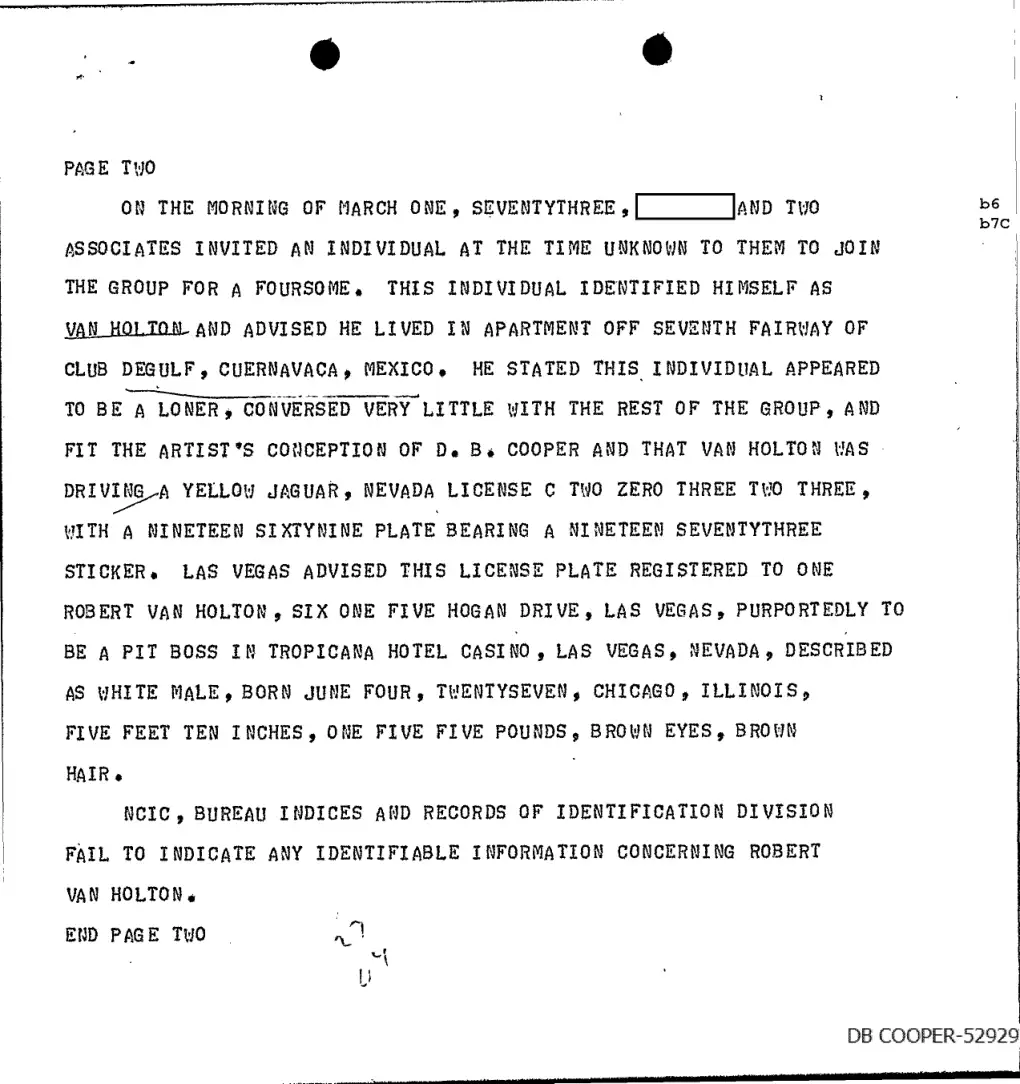 PAGE TWO
ON THE MORNING OF MARCH ONE, SEVENTYTHREE, AND TWO
b6
b7C
ASSOCIATES INVITED AN INDIVIDUAL AT THE TIME UNKNOWN TO THEM TO JOIN
THE GROUP FOR A FOURSOME. THIS INDIVIDUAL IDENTIFIED HIMSELF AS
VAN HOLTON AND ADVISED HE LIVED IN APARTMENT OFF SEVENTH FAIRWAY OF
CLUB DEGULF, CUERNAVACA, MEXICO. HE STATED THIS INDIVIDUAL APPEARED
TO BE A LONER, CONVERSED VERY LITTLE WITH THE REST OF THE GROUP, AND
FIT THE ARTIST'S CONCEPTION OF D. B. COOPER AND THAT VAN HOLTON WAS
DRIVING A YELLOW JAGUAR, NEVADA LICENSE C TWO ZERO THREE TWO THREE,
WITH A NINETEEN SIXTYNINE PLATE BEARING A NINETEEN SEVENTYTHREE
STICKER. LAS VEGAS ADVISED THIS LICENSE PLATE REGISTERED TO ONE
ROBERT VAN HOLTON, SIX ONE FIVE HOGAN DRIVE, LAS VEGAS, PURPORTEDLY TO
BE A PIT BOSS IN TROPICANA HOTEL CASINO, LAS VEGAS, NEVADA, DESCRIBED
AS WHITE MALE, BORN JUNE FOUR, TWENTYSEVEN, CHICAGO, ILLINOIS,
FIVE FEET TEN INCHES, ONE FIVE FIVE POUNDS, BROWN EYES, BROWN
HAIR.
NCIC, BUREAU INDICES AND RECORDS OF IDENTIFICATION DIVISION
FAIL TO INDICATE ANY IDENTIFIABLE INFORMATION CONCERNING ROBERT
VAN HOLTON.
END PAGE TWO
DB COOPER-52929